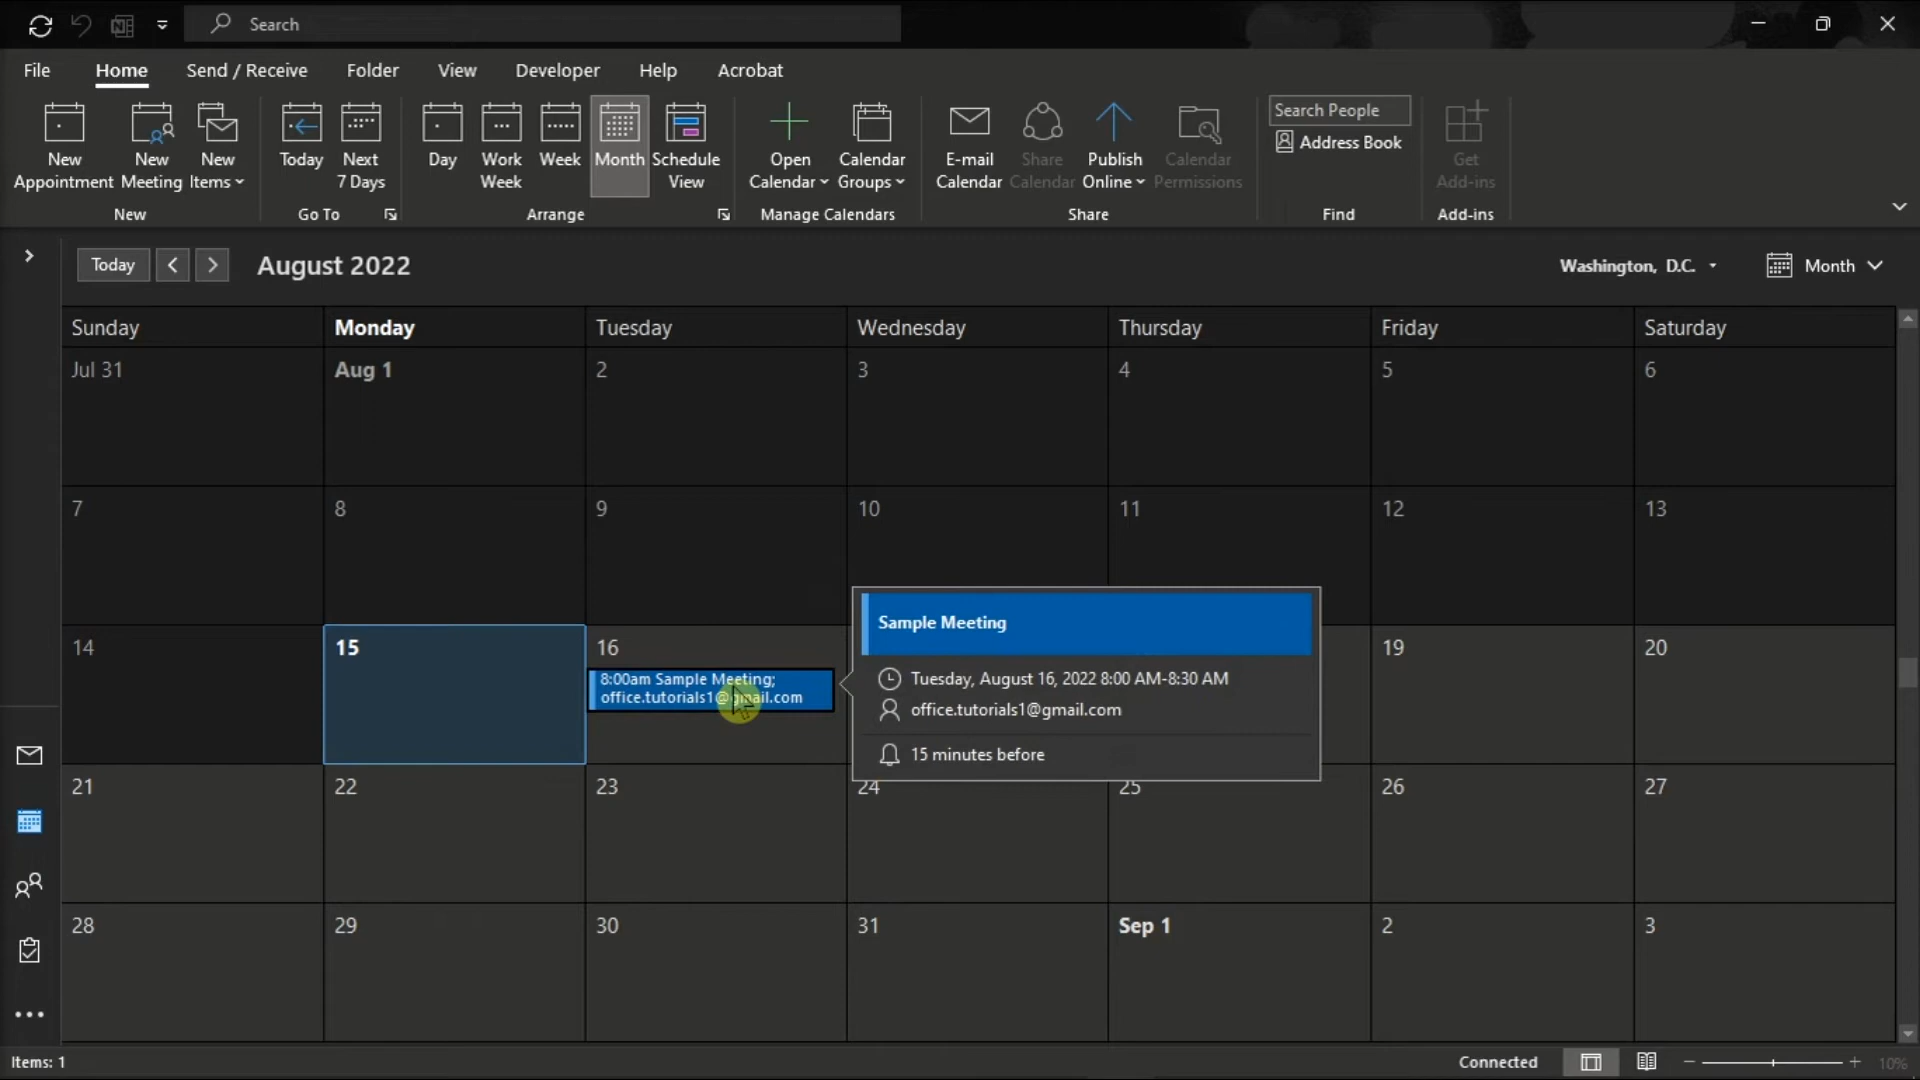 Search
File Home Send / Receive Folder View Developer Help Acrobat
New Appointment
New Meeting
New Items
Today
Next 7 Days
Day
Work Week
Week
Month
Schedule View
Open Calendar
Calendar Groups
E-mail Calendar
Share Calendar
Publish Online
Calendar Permissions
Search People
Address Book
Get Add-ins
New
Go To
Arrange
Manage Calendars
Share
Find
Add-ins
Today
August 2022
Washington, D.C.
Month
Sunday Monday Tuesday Wednesday Thursday Friday Saturday
Jul 31 Aug 1 2 3 4 5 6
7 8 9 10 11 12 13
14 15 16 19 20
8:00am Sample Meeting;
office.tutorials1@gmail.com
Sample Meeting
Tuesday, August 16, 2022 8:00 AM-8:30 AM
office.tutorials1@gmail.com
15 minutes before
21 22 23 24 25 26 27
28 29 30 31 Sep 1 2 3
Items: 1
Connected
10%